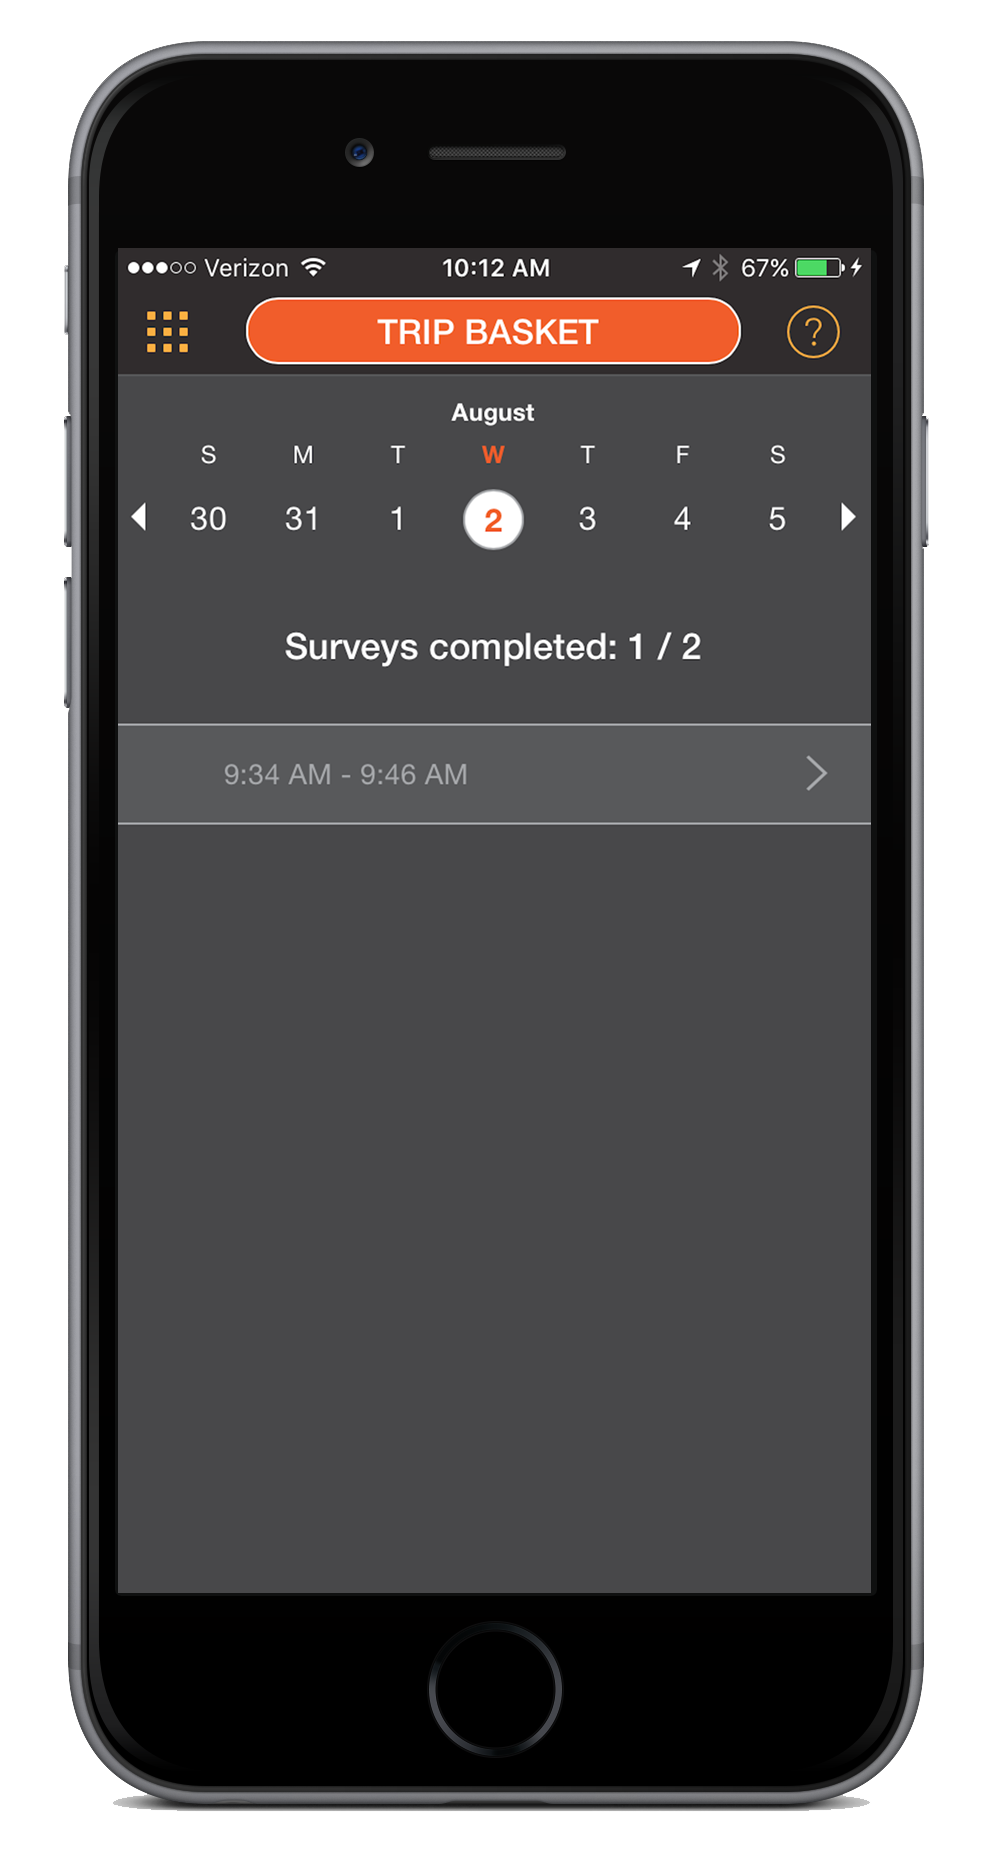 Verizon 10:12 AM 67%
TRIP BASKET ?
August
S M T W T F S
30 31 1 2 3 4 5
Surveys completed: 1 / 2
9:34 AM - 9:46 AM